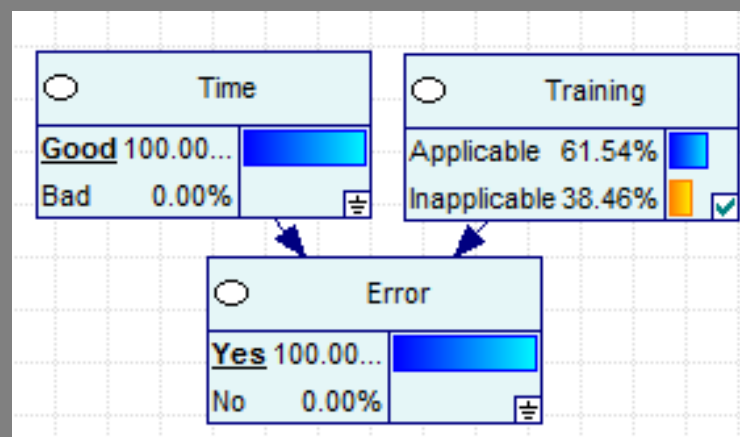 Time
Good 100.00...
Bad 0.00%
Training
Applicable 61.54%
Inapplicable 38.46%
Error
Yes 100.00...
No 0.00%